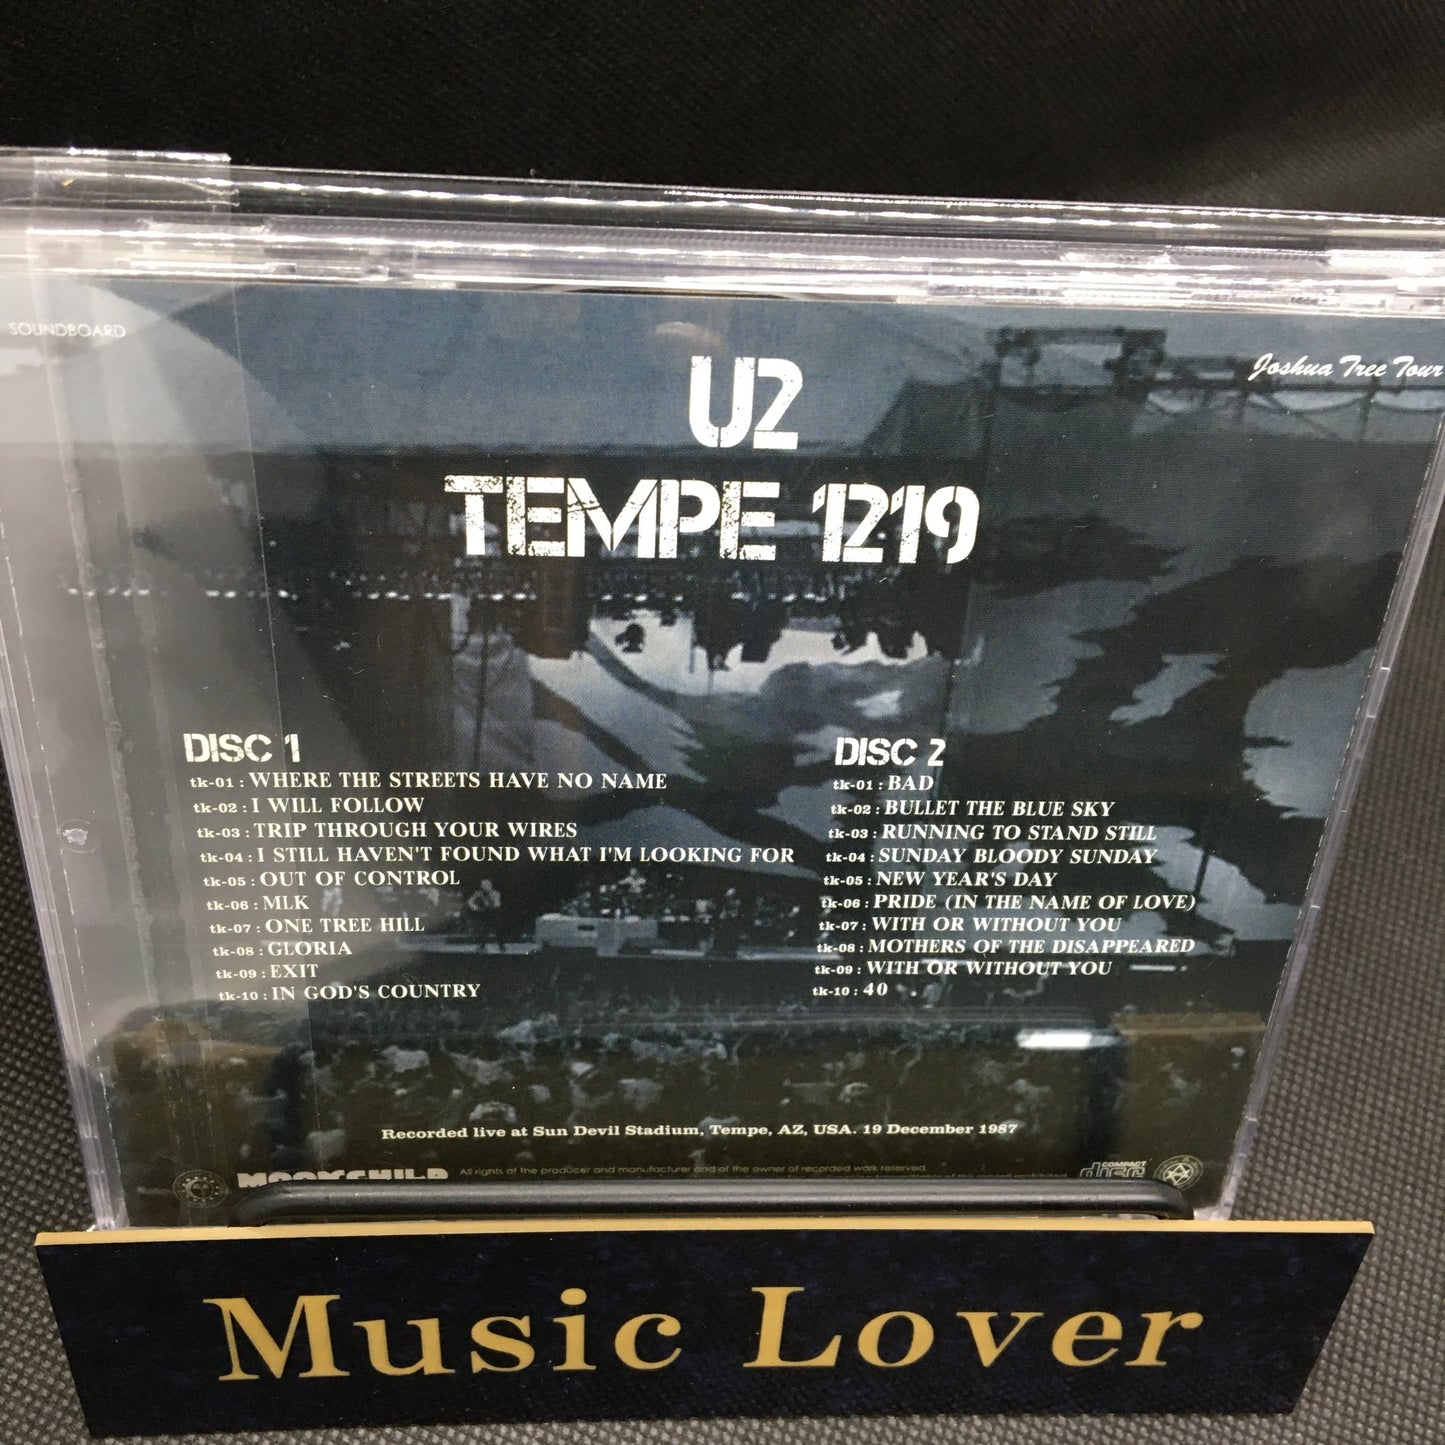 SOUNDBOARD
Joshua Tree Tour
U2
TEMPE 1219
DISC 1
tk-01 : WHERE THE STREETS HAVE NO NAME
tk-02 : I WILL FOLLOW
tk-03 : TRIP THROUGH YOUR WIRES
tk-04 : I STILL HAVEN'T FOUND WHAT I'M LOOKING FOR
tk-05 : OUT OF CONTROL
tk-06 : MLK
tk-07 : ONE TREE HILL
tk-08 : GLORIA
tk-09 : EXIT
tk-10 : IN GOD'S COUNTRY
DISC 2
tk-01 : BAD
tk-02 : BULLET THE BLUE SKY
tk-03 : RUNNING TO STAND STILL
tk-04 : SUNDAY BLOODY SUNDAY
tk-05 : NEW YEAR'S DAY
tk-06 : PRIDE (IN THE NAME OF LOVE)
tk-07 : WITH OR WITHOUT YOU
tk-08 : MOTHERS OF THE DISAPPEARED
tk-09 : WITH OR WITHOUT YOU
tk-10 : 40
Recorded live at Sun Devil Stadium, Tempe, AZ, USA. 19 December 1987
MOONCHILD
All rights of the producer and manufacturer and of the owner of recorded work reserved.
COMPACT
disc
Music Lover